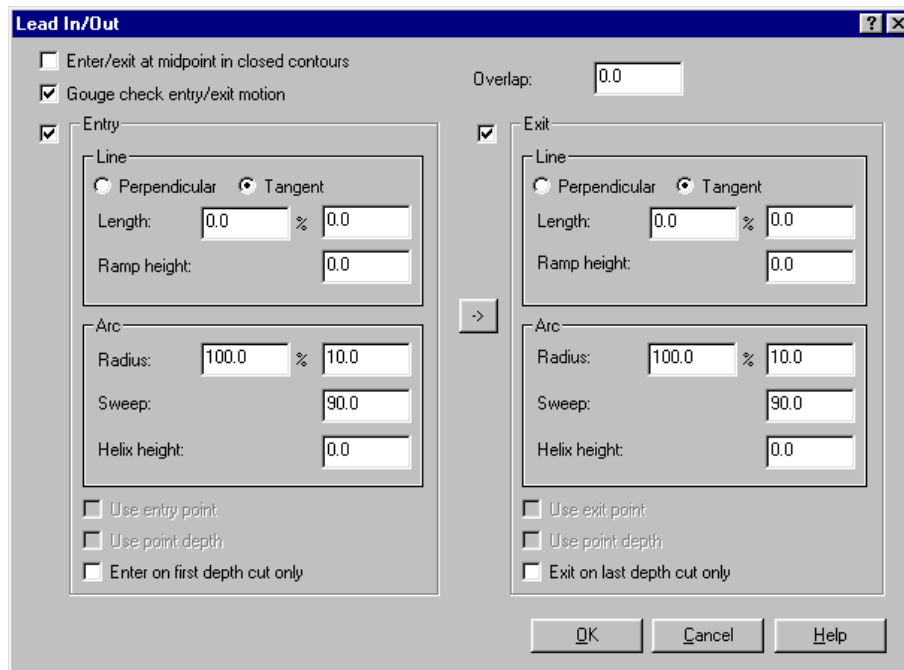 Lead In/Out
Enter/exit at midpoint in closed contours
Gouge check entry/exit motion
Overlap: 0.0
Entry
Line
Perpendicular Tangent
Length: 0.0 % 0.0
Ramp height: 0.0
Arc
Radius: 100.0 % 10.0
Sweep: 90.0
Helix height: 0.0
Use entry point
Use point depth
Enter on first depth cut only
->
Exit
Line
Perpendicular Tangent
Length: 0.0 % 0.0
Ramp height: 0.0
Arc
Radius: 100.0 % 10.0
Sweep: 90.0
Helix height: 0.0
Use exit point
Use point depth
Exit on last depth cut only
OK Cancel Help